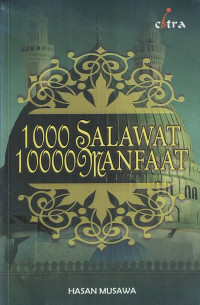 citra
1000 SALAWAT
10000 MANFAAT
HASAN MUSAWA